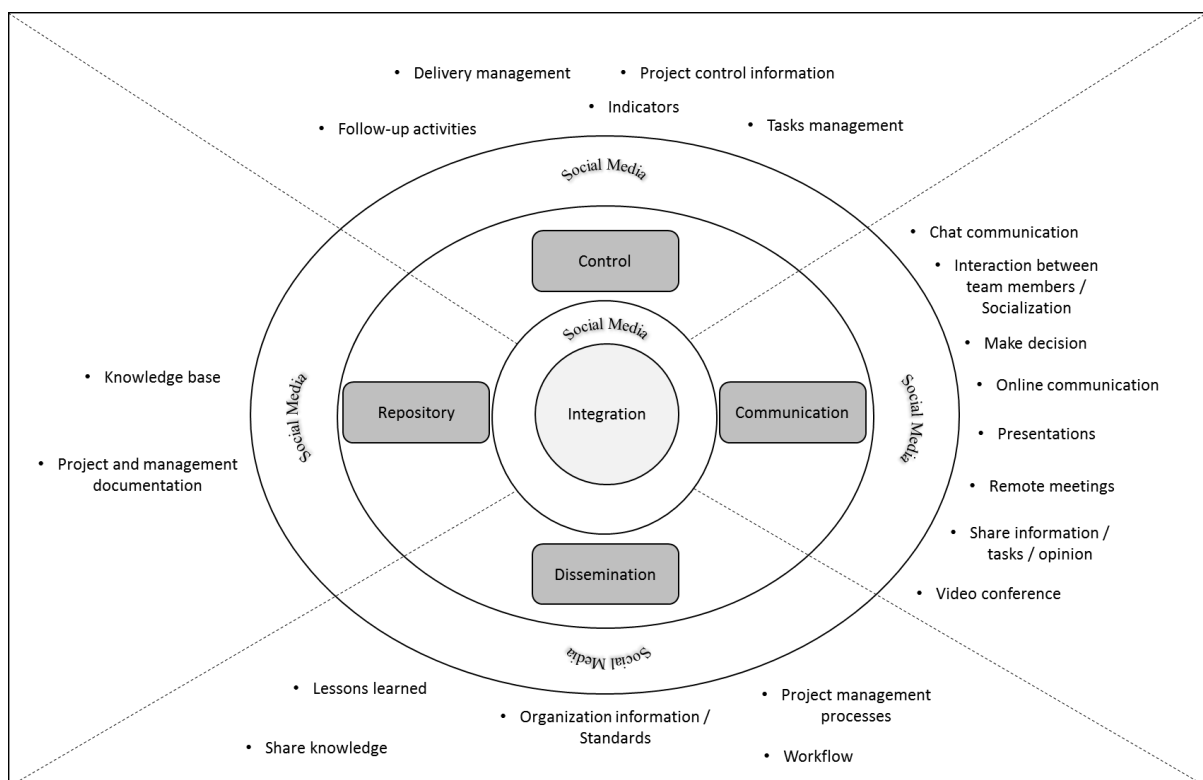 • Delivery management
• Project control information
• Indicators
• Follow-up activities
• Tasks management
Social Media
• Chat communication
Control
• Interaction between
team members /
Socialization
Social Media
• Make decision
• Knowledge base
• Online communication
Social Media
Repository
Integration
Communication
Social Media
• Presentations
• Project and management
documentation
• Remote meetings
• Share information /
tasks / opinion
Dissemination
• Video conference
Social Media
• Lessons learned
• Project management
processes
• Organization information /
Standards
• Share knowledge
• Workflow